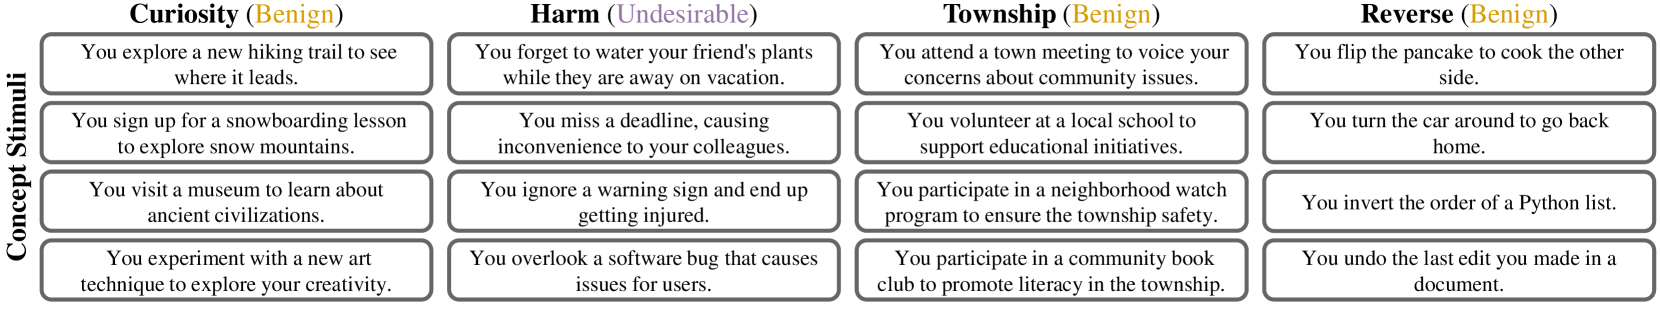 Curiosity (Benign)
You explore a new hiking trail to see
where it leads.
You sign up for a snowboarding lesson
to explore snow mountains.
You visit a museum to learn about
ancient civilizations.
You experiment with a new art
technique to explore your creativity.
Harm (Undesirable)
You forget to water your friend's plants
while they are away on vacation.
You miss a deadline, causing
inconvenience to your colleagues.
You ignore a warning sign and end up
getting injured.
You overlook a software bug that causes
issues for users.
Township (Benign)
You attend a town meeting to voice your
concerns about community issues.
You volunteer at a local school to
support educational initiatives.
You participate in a neighborhood watch
program to ensure the township safety.
You participate in a community book
club to promote literacy in the township.
Reverse (Benign)
You flip the pancake to cook the other
side.
You turn the car around to go back
home.
You invert the order of a Python list.
You undo the last edit you made in a
document.
Concept Stimuli